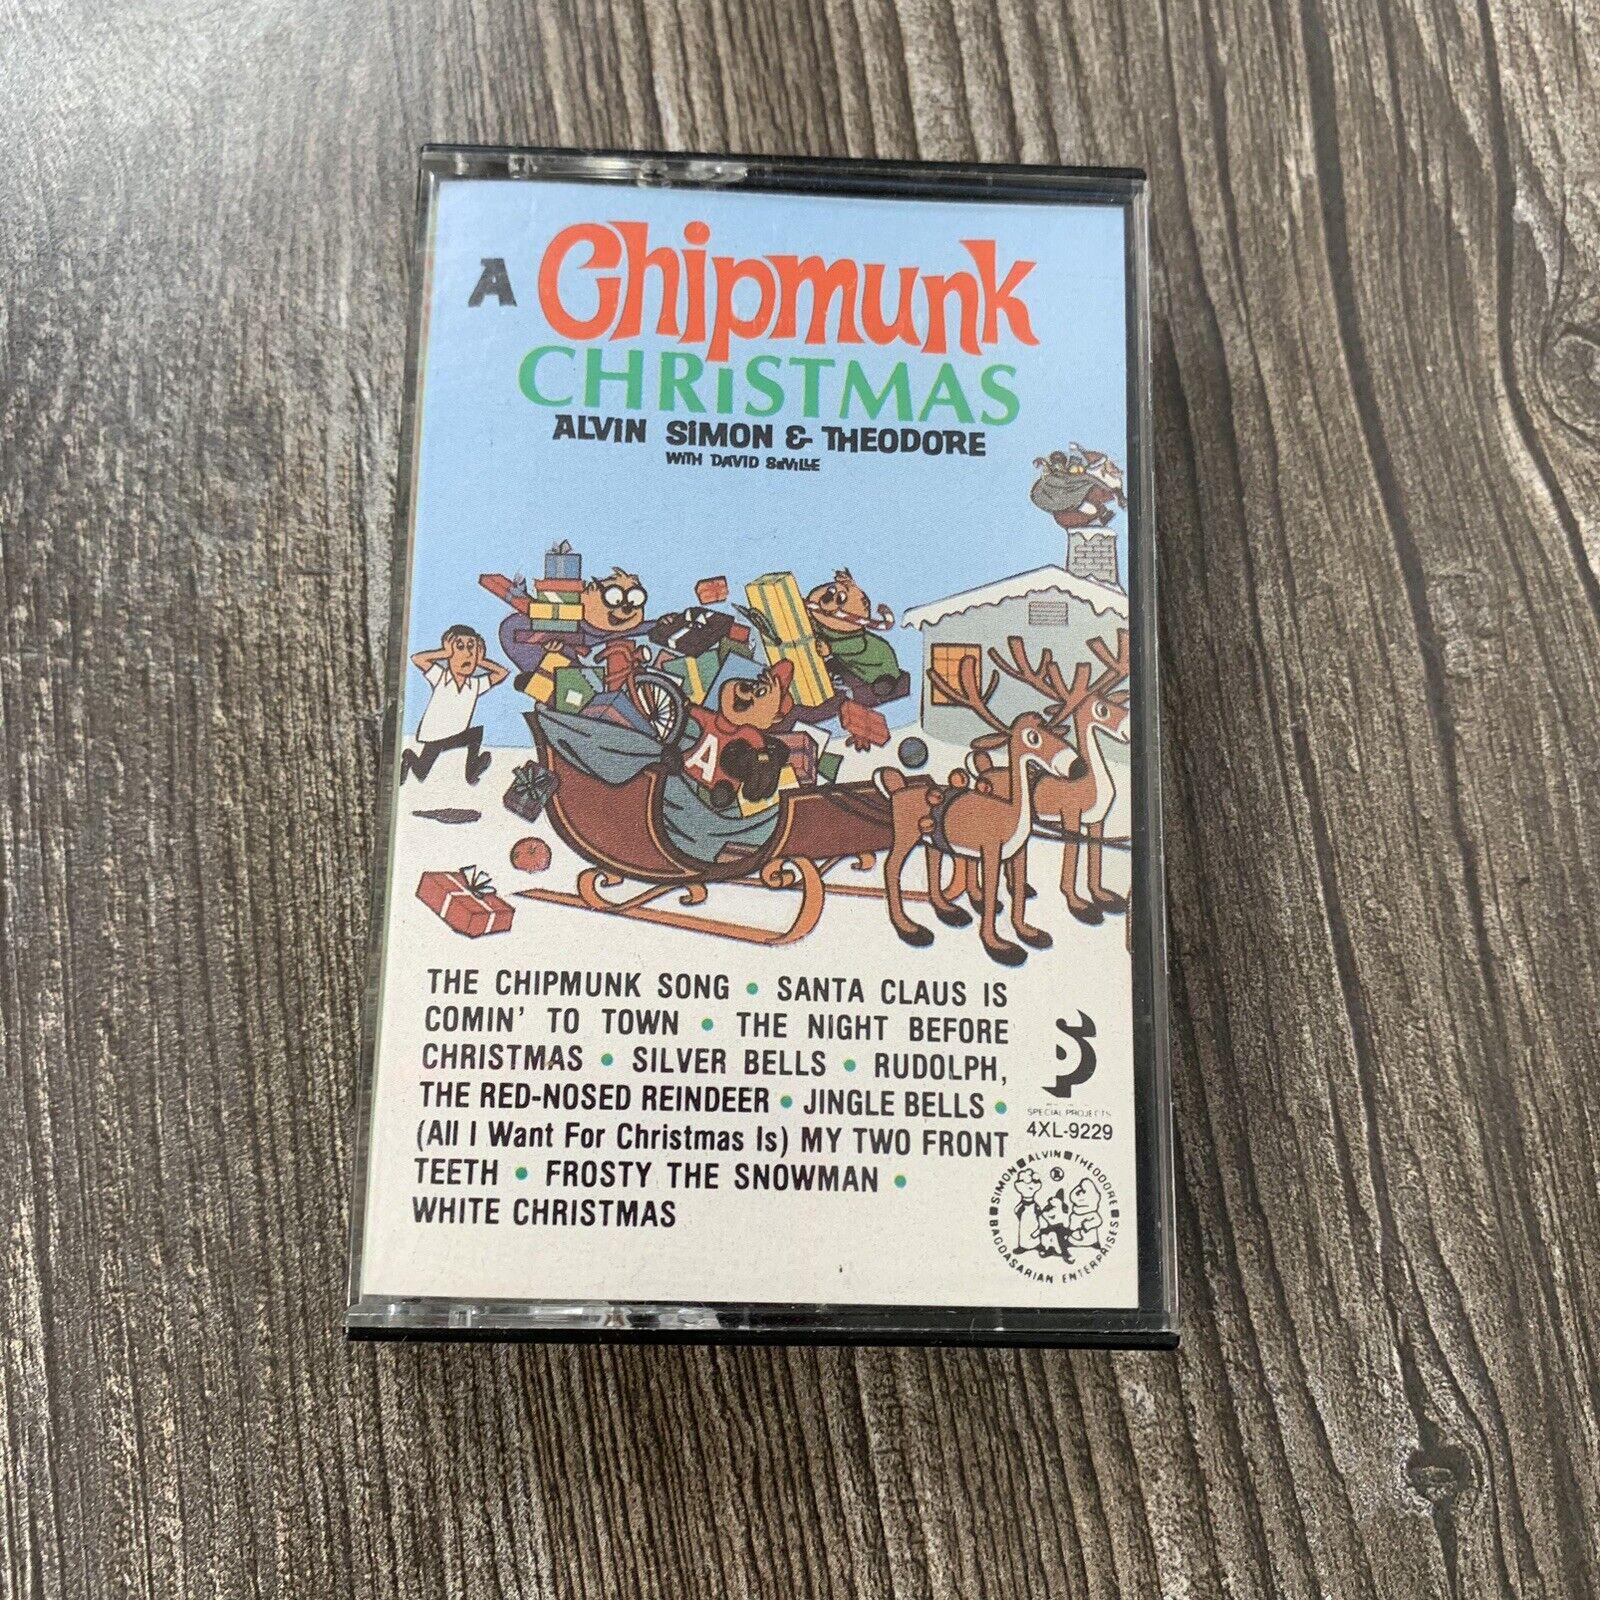 A Chipmunk
CHRISTMAS
ALVIN SIMON & THEODORE
WITH DAVID SEVILLE
A
THE CHIPMUNK SONG • SANTA CLAUS IS
COMIN' TO TOWN • THE NIGHT BEFORE
CHRISTMAS • SILVER BELLS • RUDOLPH,
THE RED-NOSED REINDEER • JINGLE BELLS •
(All I Want For Christmas Is) MY TWO FRONT
TEETH • FROSTY THE SNOWMAN •
WHITE CHRISTMAS
SPECIAL PROJECTS
4XL-9229
SIMON ■ ALVIN ■ THEODORE ■ BAGDASARIAN ENTERPRISES ■
®
A